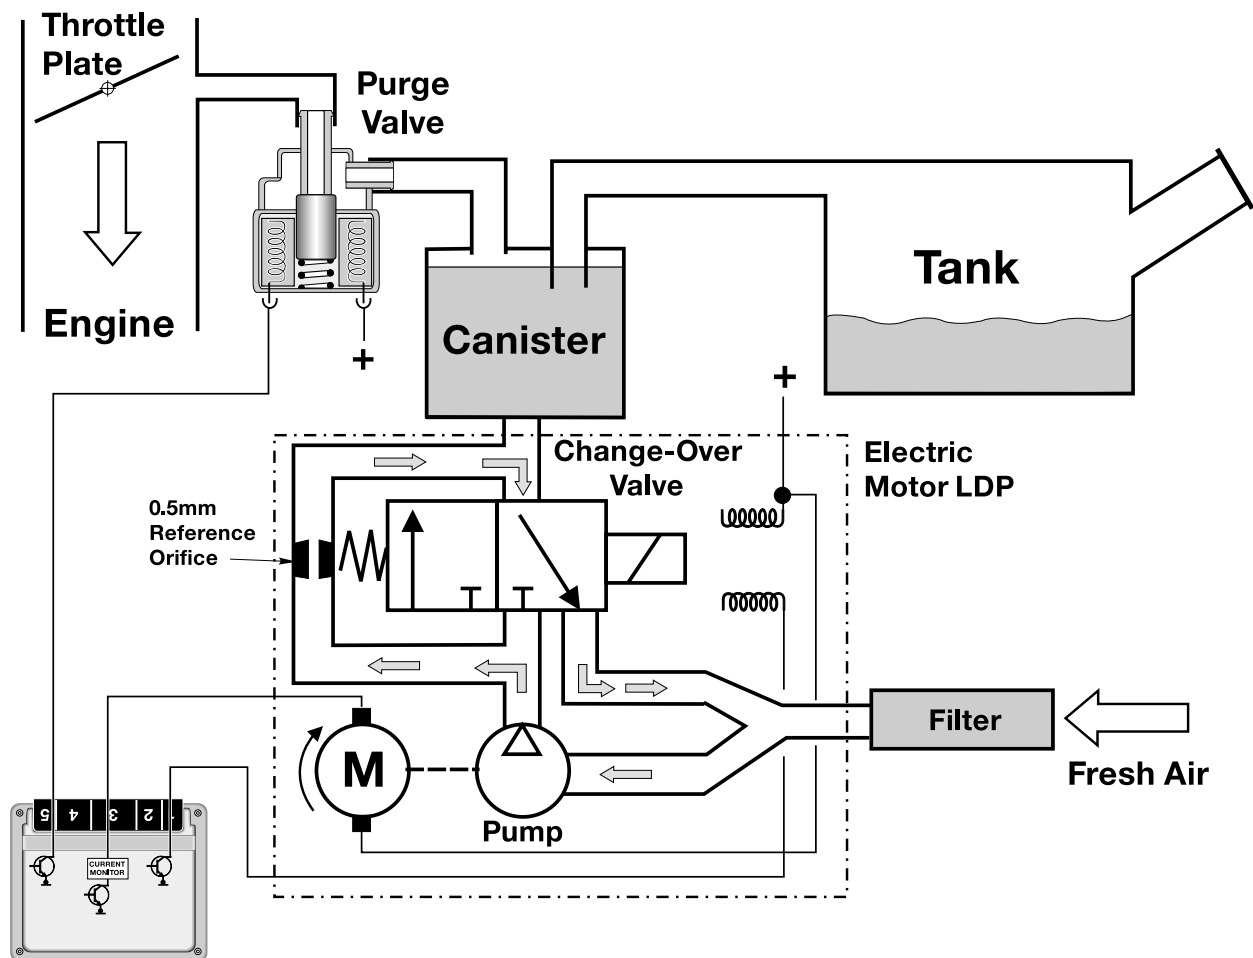 Throttle
Plate
Purge
Valve
Engine
+
Tank
Canister
+
Change-Over
Valve
Electric
Motor LDP
0.5mm
Reference
Orifice
Filter
Fresh Air
M
Pump
5 4 3 2 1
CURRENT
MONITOR